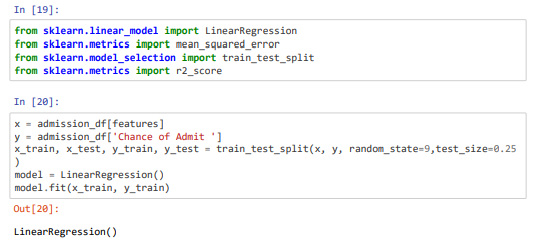 In [19]:
from sklearn.linear_model import LinearRegression
from sklearn.metrics import mean_squared_error
from sklearn.model_selection import train_test_split
from sklearn.metrics import r2_score
In [20]:
x = admission_df[features]
y = admission_df['Chance of Admit ']
x_train, x_test, y_train, y_test = train_test_split(x, y, random_state=9,test_size=0.25
)
model = LinearRegression()
model.fit(x_train, y_train)
Out[20]:
LinearRegression()